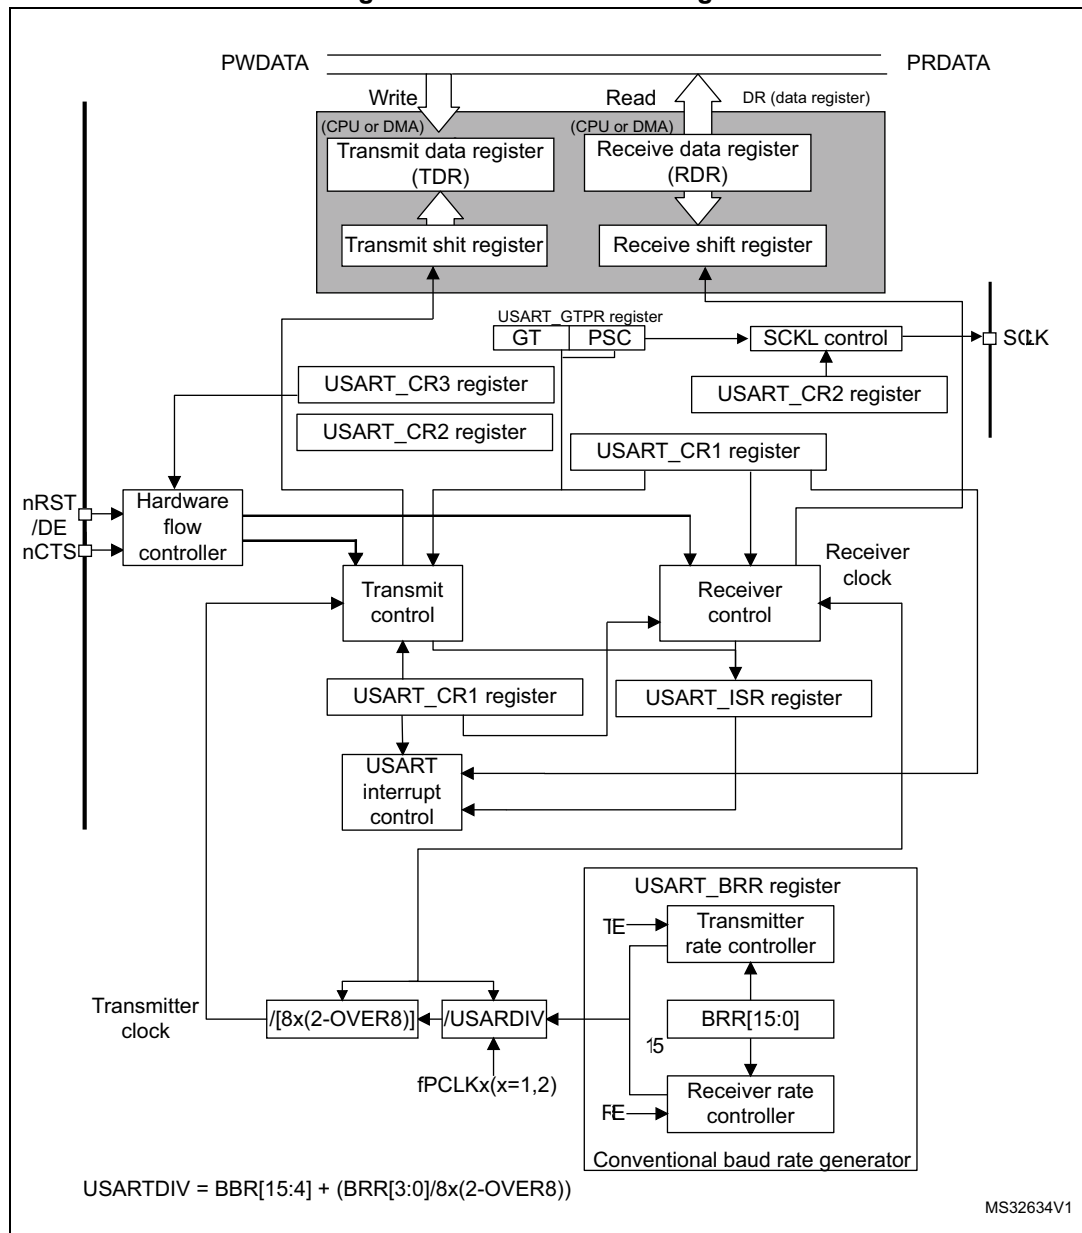 PWDATA
PRDATA
Write
Read
DR (data register)
(CPU or DMA)
(CPU or DMA)
Transmit data register
(TDR)
Receive data register
(RDR)
Transmit shit register
Receive shift register
USART_GTPR register
GT
PSC
SCKL control
USART_CR3 register
USART_CR2 register
USART_CR2 register
USART_CR1 register
nRST
/DE
nCTS
Hardware
flow
controller
Receiver
clock
Transmit
control
Receiver
control
USART_CR1 register
USART_ISR register
USART
interrupt
control
USART_BRR register
TE
Transmitter
rate controller
Transmitter
clock
/[8x(2-OVER8)]
/USARDIV
BRR[15:0]
15
fPCLKx(x=1,2)
Receiver rate
controller
Conventional baud rate generator
USARTDIV = BBR[15:4] + (BRR[3:0]/8x(2-OVER8))
MS32634V1